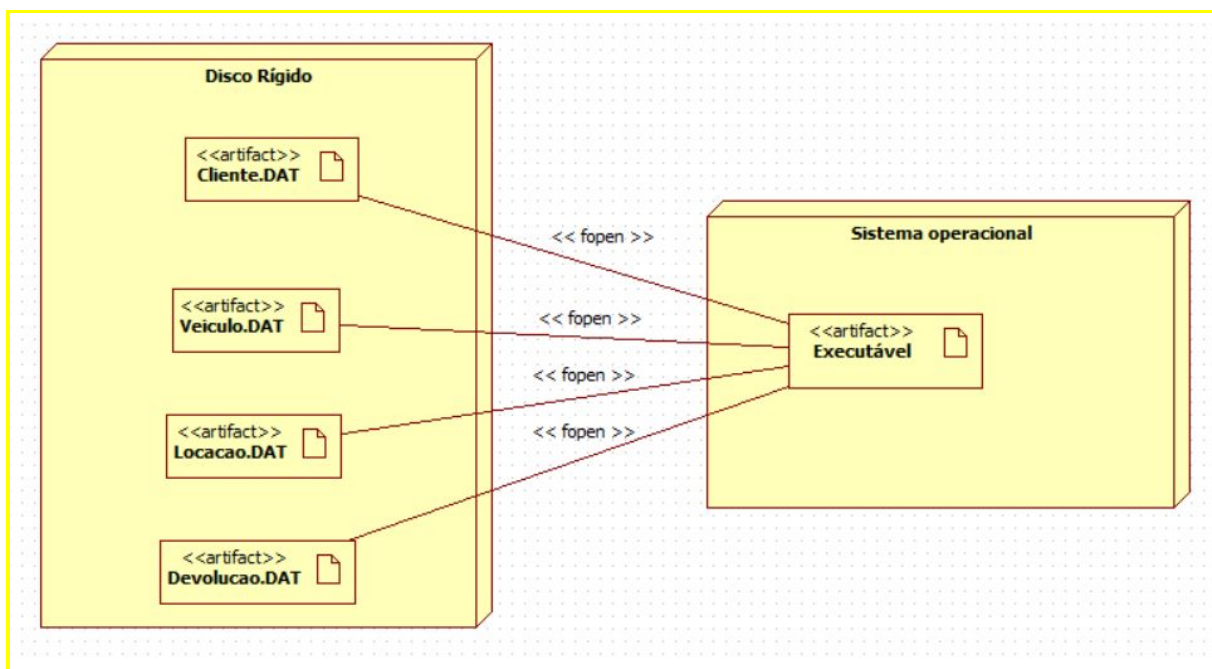 Disco Rígido
<<artifact>>
Cliente.DAT
<< fopen >>
Sistema operacional
<<artifact>>
Veiculo.DAT
<< fopen >>
<<artifact>>
Executável
<< fopen >>
<<artifact>>
Locacao.DAT
<< fopen >>
<<artifact>>
Devolucao.DAT